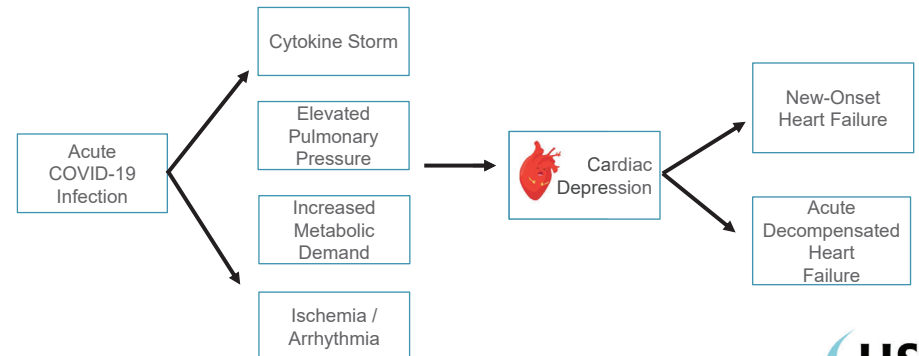 Cytokine Storm
Elevated
Pulmonary
Pressure
Acute
COVID-19
Infection
Increased
Metabolic
Demand
Ischemia /
Arrhythmia
Cardiac
Depression
New-Onset
Heart Failure
Acute
Decompensated
Heart
Failure